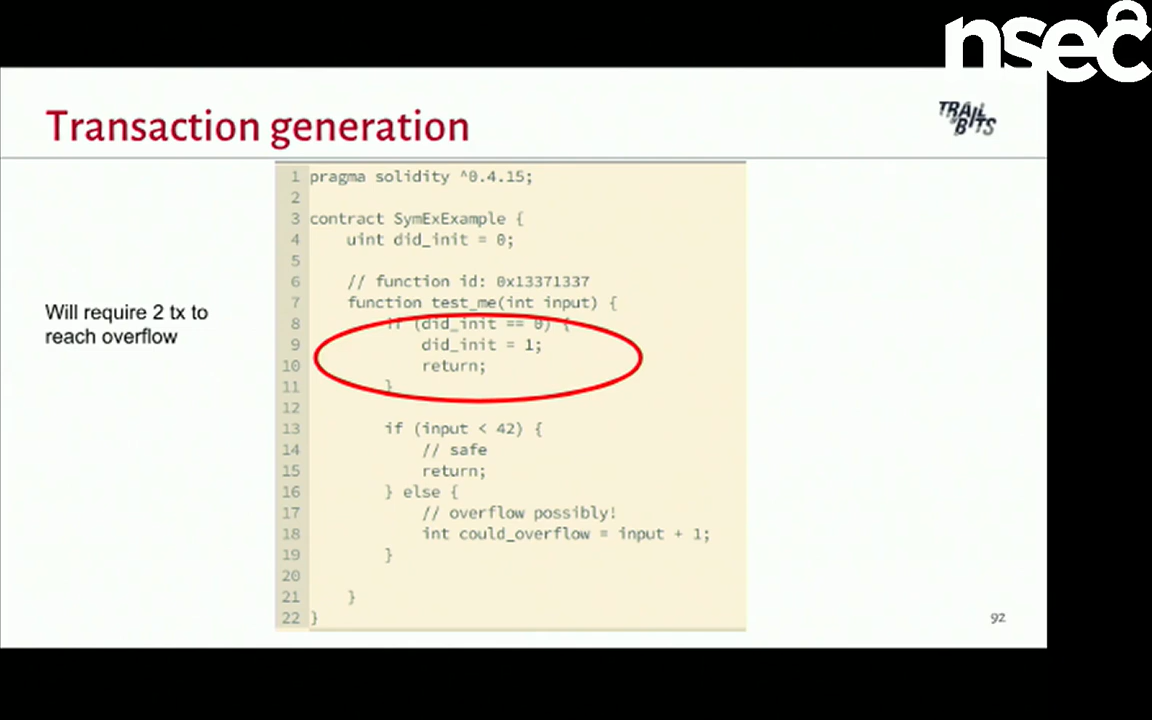 nsec
Transaction generation
TRAIL
OF
BITS
Will require 2 tx to
reach overflow
1 pragma solidity ^0.4.15;
2
3 contract SymExExample {
4 uint did_init = 0;
5
6 // function id: 0x13371337
7 function test_me(int input) {
8 if (did_init == 0) {
9 did_init = 1;
10 return;
11 }
12
13 if (input < 42) {
14 // safe
15 return;
16 } else {
17 // overflow possibly!
18 int could_overflow = input + 1;
19 }
20
21 }
22 }
92